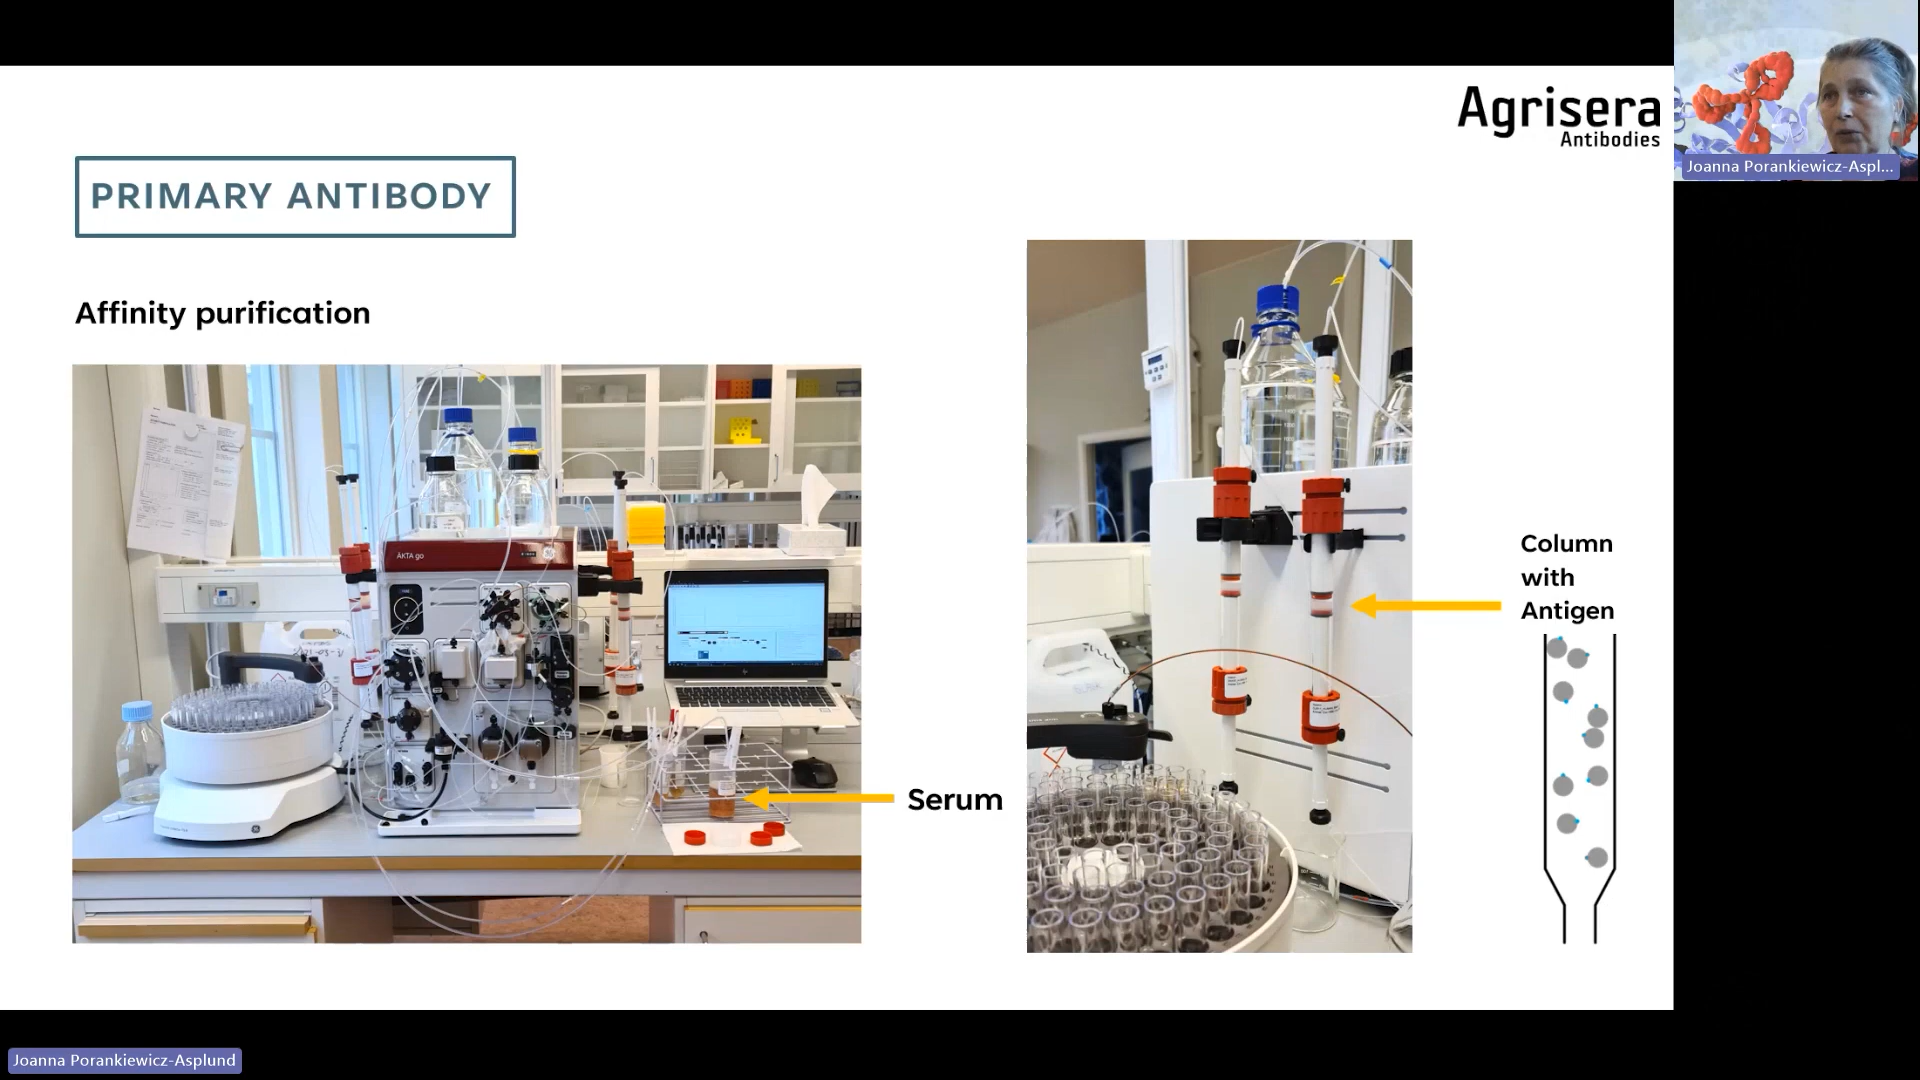 Agrisera
Antibodies
Joanna Porankiewicz-Aspl...
PRIMARY ANTIBODY
Affinity purification
ÄKTA go
Column
with
Antigen
Serum
Joanna Porankiewicz-Asplund